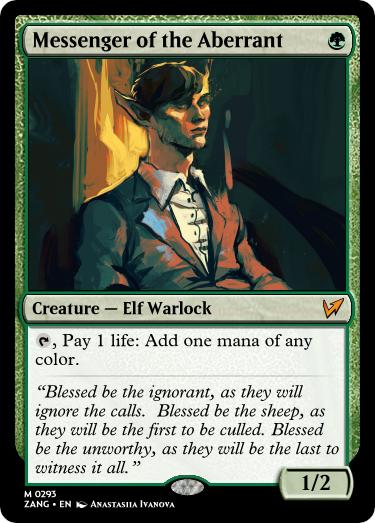 Messenger of the Aberrant
Creature — Elf Warlock
, Pay 1 life: Add one mana of any
color.
“Blessed be the ignorant, as they will
ignore the calls.  Blessed be the sheep, as
they will be the first to be culled. Blessed
be the unworthy, as they will be the last to
witness it all.”
1/2
M 0293
ZANG • EN Anastasiia Ivanova